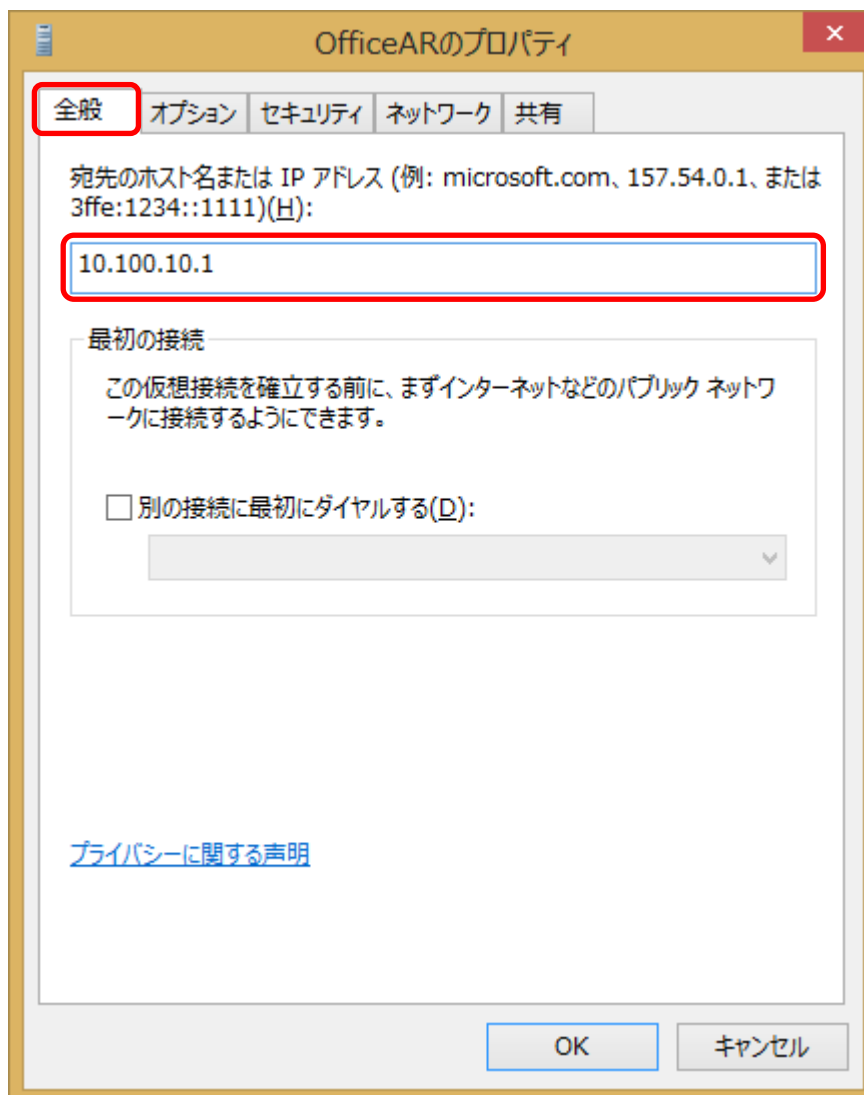 OfficeARのプロパティ
全般 オプション セキュリティ ネットワーク 共有
宛先のホスト名または IP アドレス (例: microsoft.com、157.54.0.1、または
3ffe:1234::1111)(H):
10.100.10.1
最初の接続
この仮想接続を確立する前に、まずインターネットなどのパブリック ネットワ
ークに接続するようにできます。
別の接続に最初にダイヤルする(D):
プライバシーに関する声明
OK キャンセル